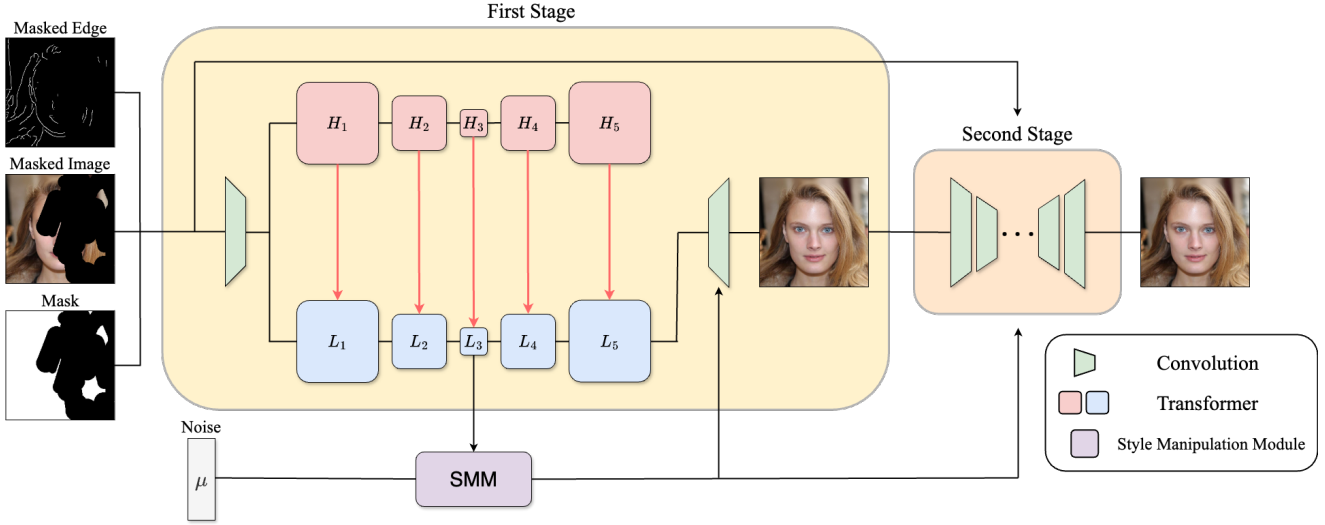 First Stage
Masked Edge
H₁
H₂
H₃
H₄
H₅
Second Stage
Masked Image
Mask
L₁
L₂
L₃
L₄
L₅
Convolution
Transformer
Style Manipulation Module
Noise
μ
SMM